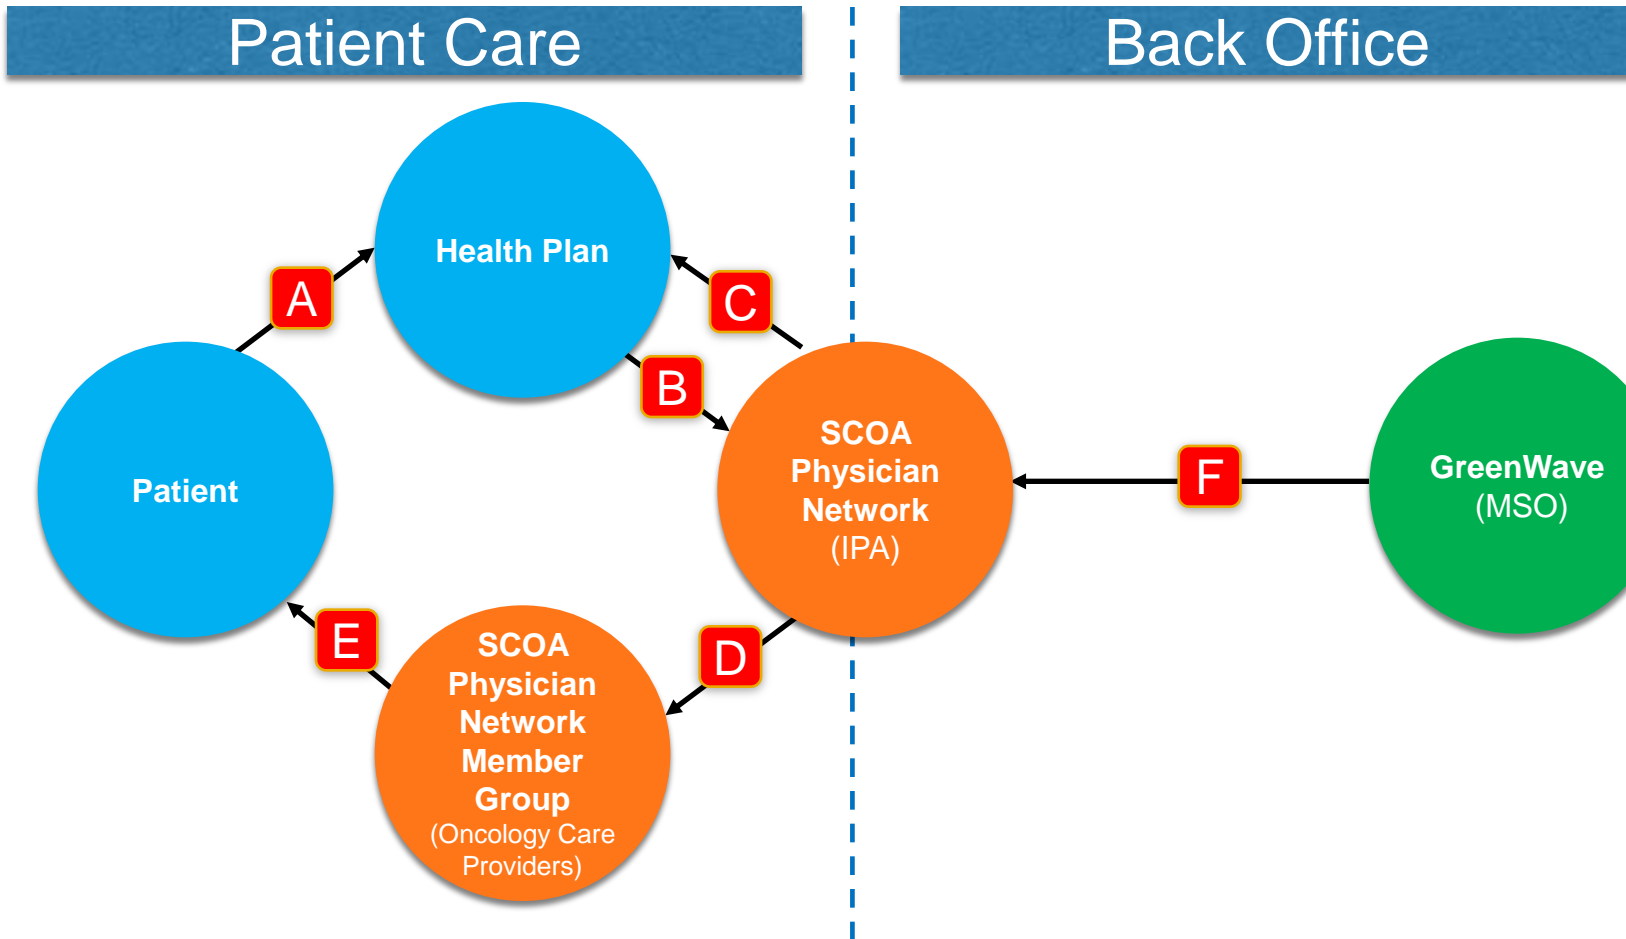 Patient Care
Back Office
Health Plan
A
C
B
Patient
SCOA
Physician
Network
(IPA)
F
GreenWave
(MSO)
E
D
SCOA
Physician
Network
Member
Group
(Oncology Care
Providers)